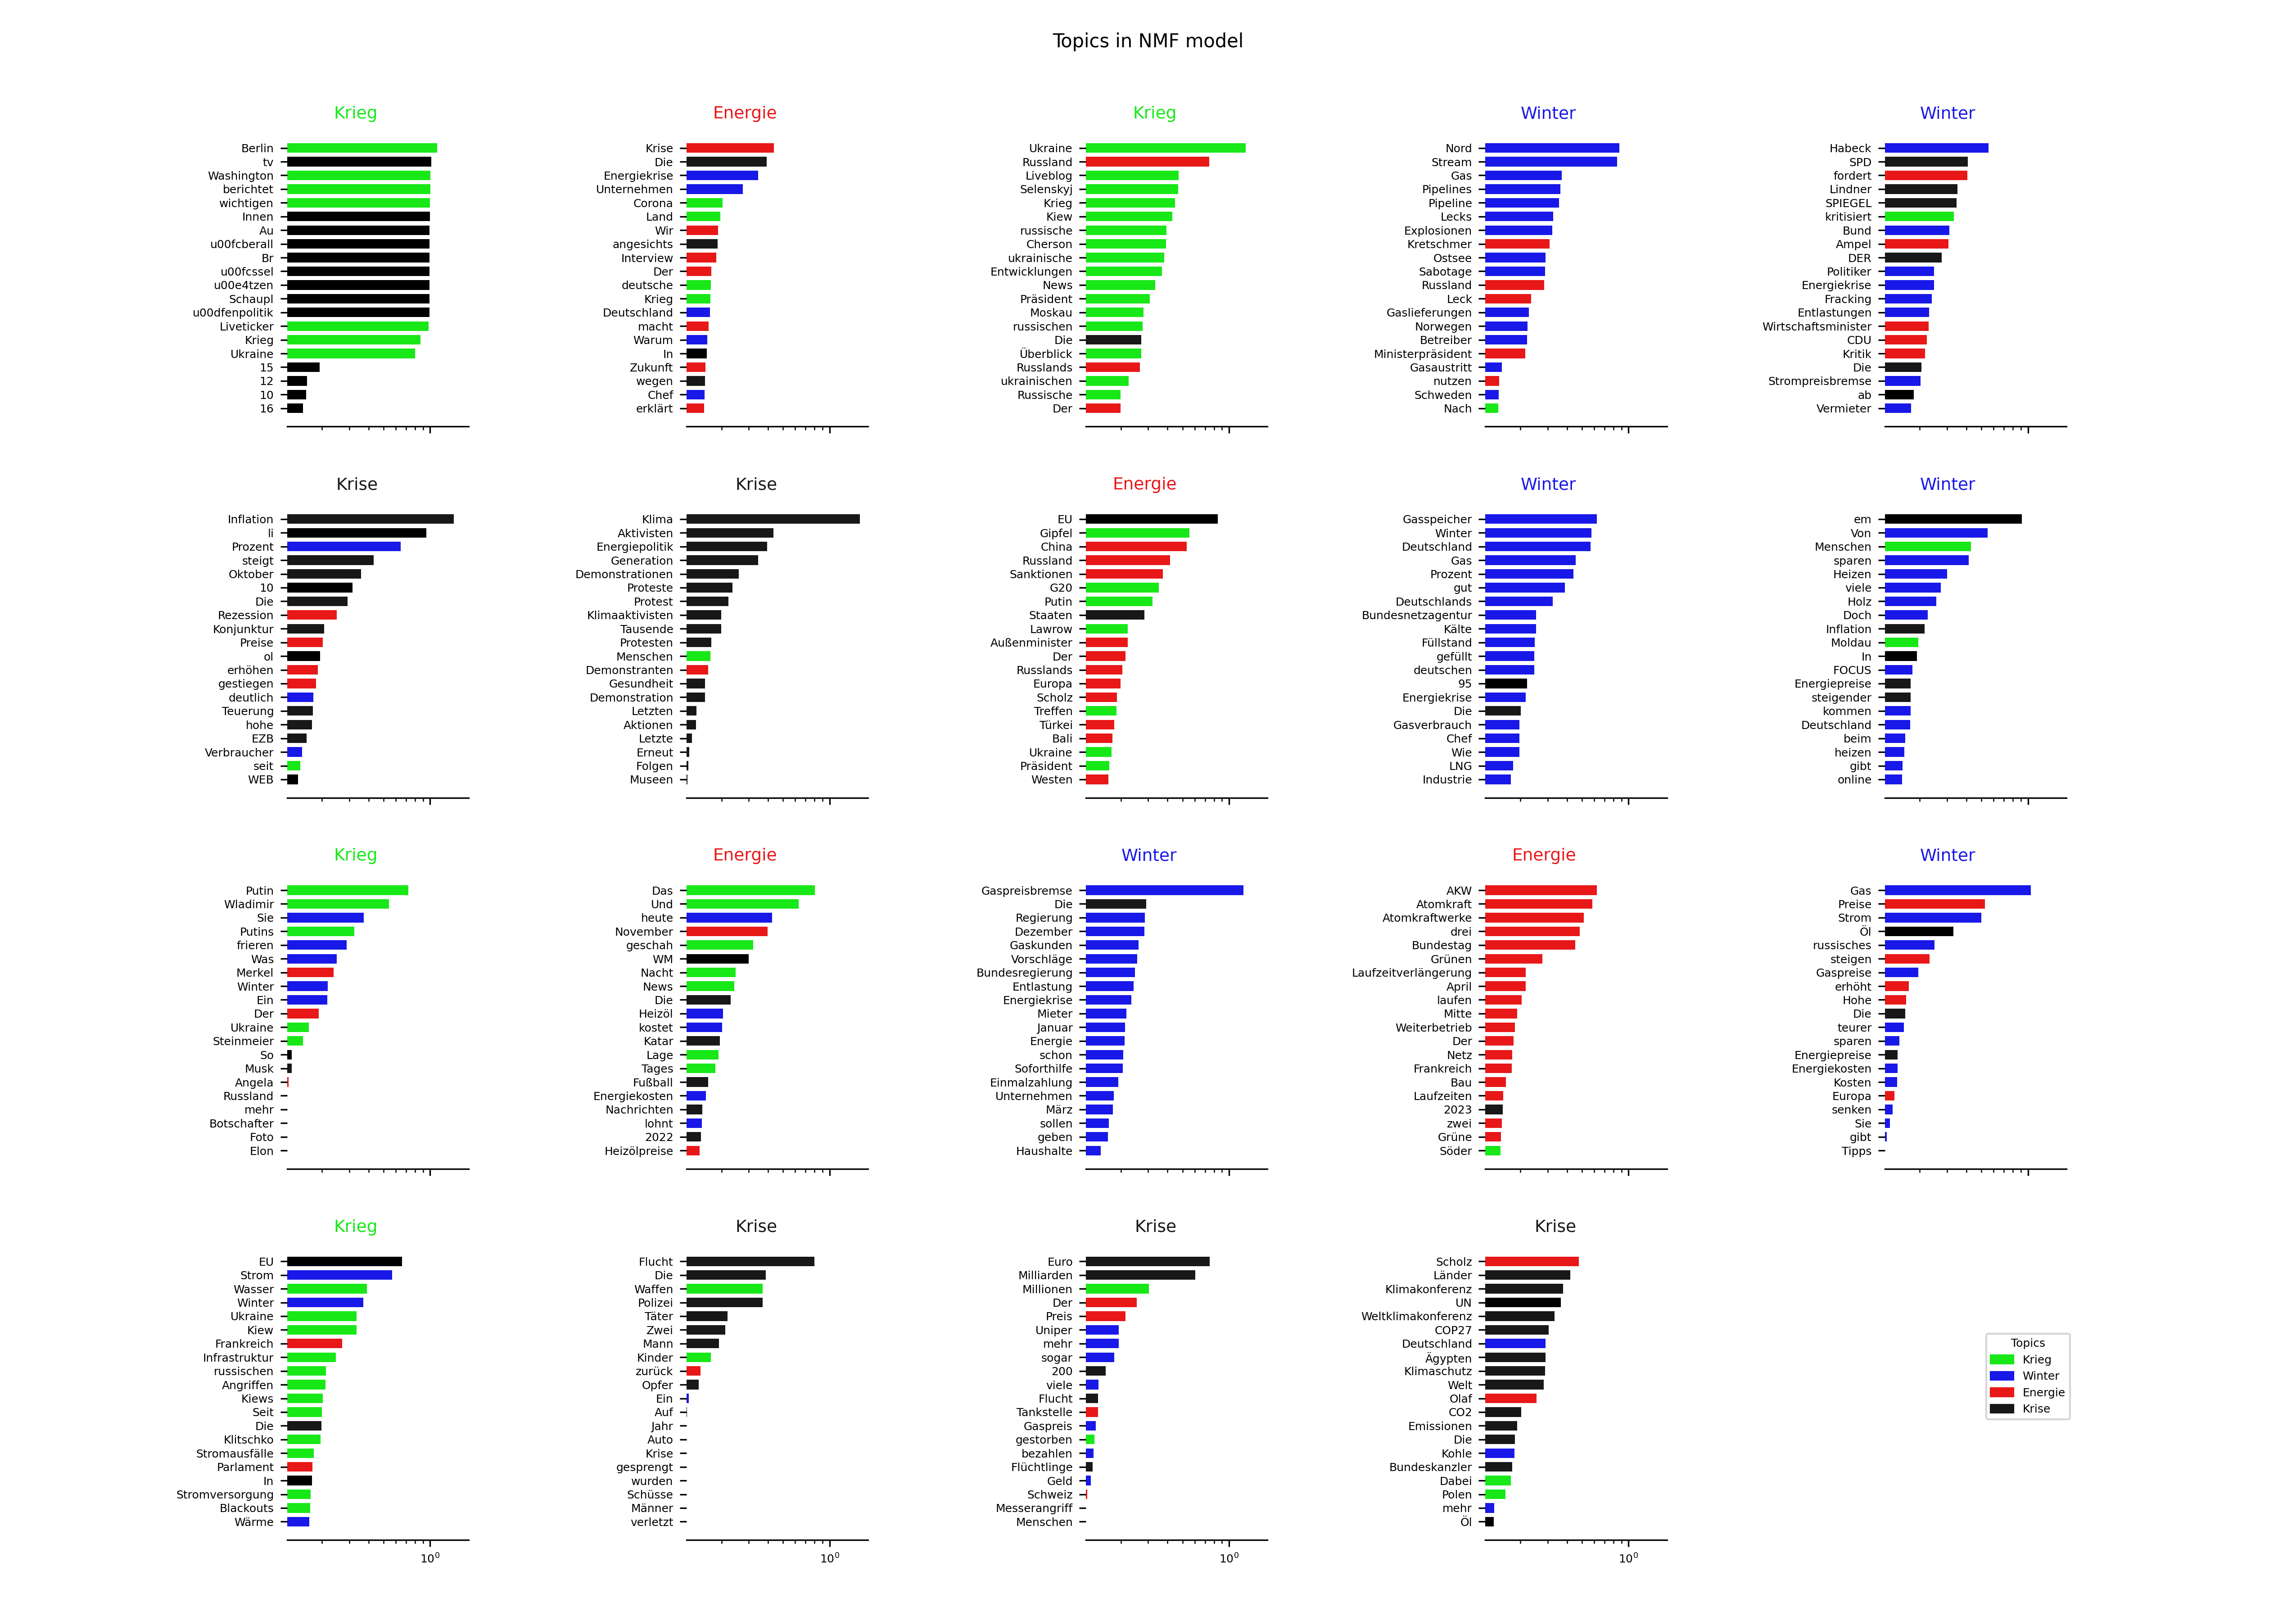 Topics in NMF model
Krieg
Berlin
tv
Washington
berichtet
wichtigen
Innen
Au
u00fcberall
Br
u00fcssel
u00e4tzen
Schaupl
u00dfenpolitik
Liveticker
Krieg
Ukraine
15
12
10
16
Energie
Krise
Die
Energiekrise
Unternehmen
Corona
Land
Wir
angesichts
Interview
Der
deutsche
Krieg
Deutschland
macht
Warum
In
Zukunft
wegen
Chef
erklärt
Krieg
Ukraine
Russland
Liveblog
Selenskyj
Krieg
Kiew
russische
Cherson
ukrainische
Entwicklungen
News
Präsident
Moskau
russischen
Die
Überblick
Russlands
ukrainischen
Russische
Der
Winter
Nord
Stream
Gas
Pipelines
Pipeline
Lecks
Explosionen
Kretschmer
Ostsee
Sabotage
Russland
Leck
Gaslieferungen
Norwegen
Betreiber
Ministerpräsident
Gasaustritt
nutzen
Schweden
Nach
Winter
Habeck
SPD
fordert
Lindner
SPIEGEL
kritisiert
Bund
Ampel
DER
Politiker
Energiekrise
Fracking
Entlastungen
Wirtschaftsminister
CDU
Kritik
Die
Strompreisbremse
ab
Vermieter
Krise
Inflation
li
Prozent
steigt
Oktober
10
Die
Rezession
Konjunktur
Preise
ol
erhöhen
gestiegen
deutlich
Teuerung
hohe
EZB
Verbraucher
seit
WEB
Krise
Klima
Aktivisten
Energiepolitik
Generation
Demonstrationen
Proteste
Protest
Klimaaktivisten
Tausende
Protesten
Menschen
Demonstranten
Gesundheit
Demonstration
Letzten
Aktionen
Letzte
Erneut
Folgen
Museen
Energie
EU
Gipfel
China
Russland
Sanktionen
G20
Putin
Staaten
Lawrow
Außenminister
Der
Russlands
Europa
Scholz
Treffen
Türkei
Bali
Ukraine
Präsident
Westen
Winter
Gasspeicher
Winter
Deutschland
Gas
Prozent
gut
Deutschlands
Bundesnetzagentur
Kälte
Füllstand
gefüllt
deutschen
95
Energiekrise
Die
Gasverbrauch
Chef
Wie
LNG
Industrie
Winter
em
Von
Menschen
sparen
Heizen
viele
Holz
Doch
Inflation
Moldau
In
FOCUS
Energiepreise
steigender
kommen
Deutschland
beim
heizen
gibt
online
Krieg
Putin
Wladimir
Sie
Putins
frieren
Was
Merkel
Winter
Ein
Der
Ukraine
Steinmeier
So
Musk
Angela
Russland
mehr
Botschafter
Foto
Elon
Energie
Das
Und
heute
November
geschah
WM
Nacht
News
Die
Heizöl
kostet
Katar
Lage
Tages
Fußball
Energiekosten
Nachrichten
lohnt
2022
Heizölpreise
Winter
Gaspreisbremse
Die
Regierung
Dezember
Gaskunden
Vorschläge
Bundesregierung
Entlastung
Energiekrise
Mieter
Januar
Energie
schon
Soforthilfe
Einmalzahlung
Unternehmen
März
sollen
geben
Haushalte
Energie
AKW
Atomkraft
Atomkraftwerke
drei
Bundestag
Grünen
Laufzeitverlängerung
April
laufen
Mitte
Weiterbetrieb
Der
Netz
Frankreich
Bau
Laufzeiten
2023
zwei
Grüne
Söder
Winter
Gas
Preise
Strom
Öl
russisches
steigen
Gaspreise
erhöht
Hohe
Die
teurer
sparen
Energiepreise
Energiekosten
Kosten
Europa
senken
Sie
gibt
Tipps
Krieg
EU
Strom
Wasser
Winter
Ukraine
Kiew
Frankreich
Infrastruktur
russischen
Angriffen
Kiews
Seit
Die
Klitschko
Stromausfälle
Parlament
In
Stromversorgung
Blackouts
Wärme
10⁰
Krise
Flucht
Die
Waffen
Polizei
Täter
Zwei
Mann
Kinder
zurück
Opfer
Ein
Auf
Jahr
Auto
Krise
gesprengt
wurden
Schüsse
Männer
verletzt
10⁰
Krise
Euro
Milliarden
Millionen
Der
Preis
Uniper
mehr
sogar
200
viele
Flucht
Tankstelle
Gaspreis
gestorben
bezahlen
Flüchtlinge
Geld
Schweiz
Messerangriff
Menschen
10⁰
Krise
Scholz
Länder
Klimakonferenz
UN
Weltklimakonferenz
COP27
Deutschland
Ägypten
Klimaschutz
Welt
Olaf
CO2
Emissionen
Die
Kohle
Bundeskanzler
Dabei
Polen
mehr
Öl
10⁰
Topics
Krieg
Winter
Energie
Krise